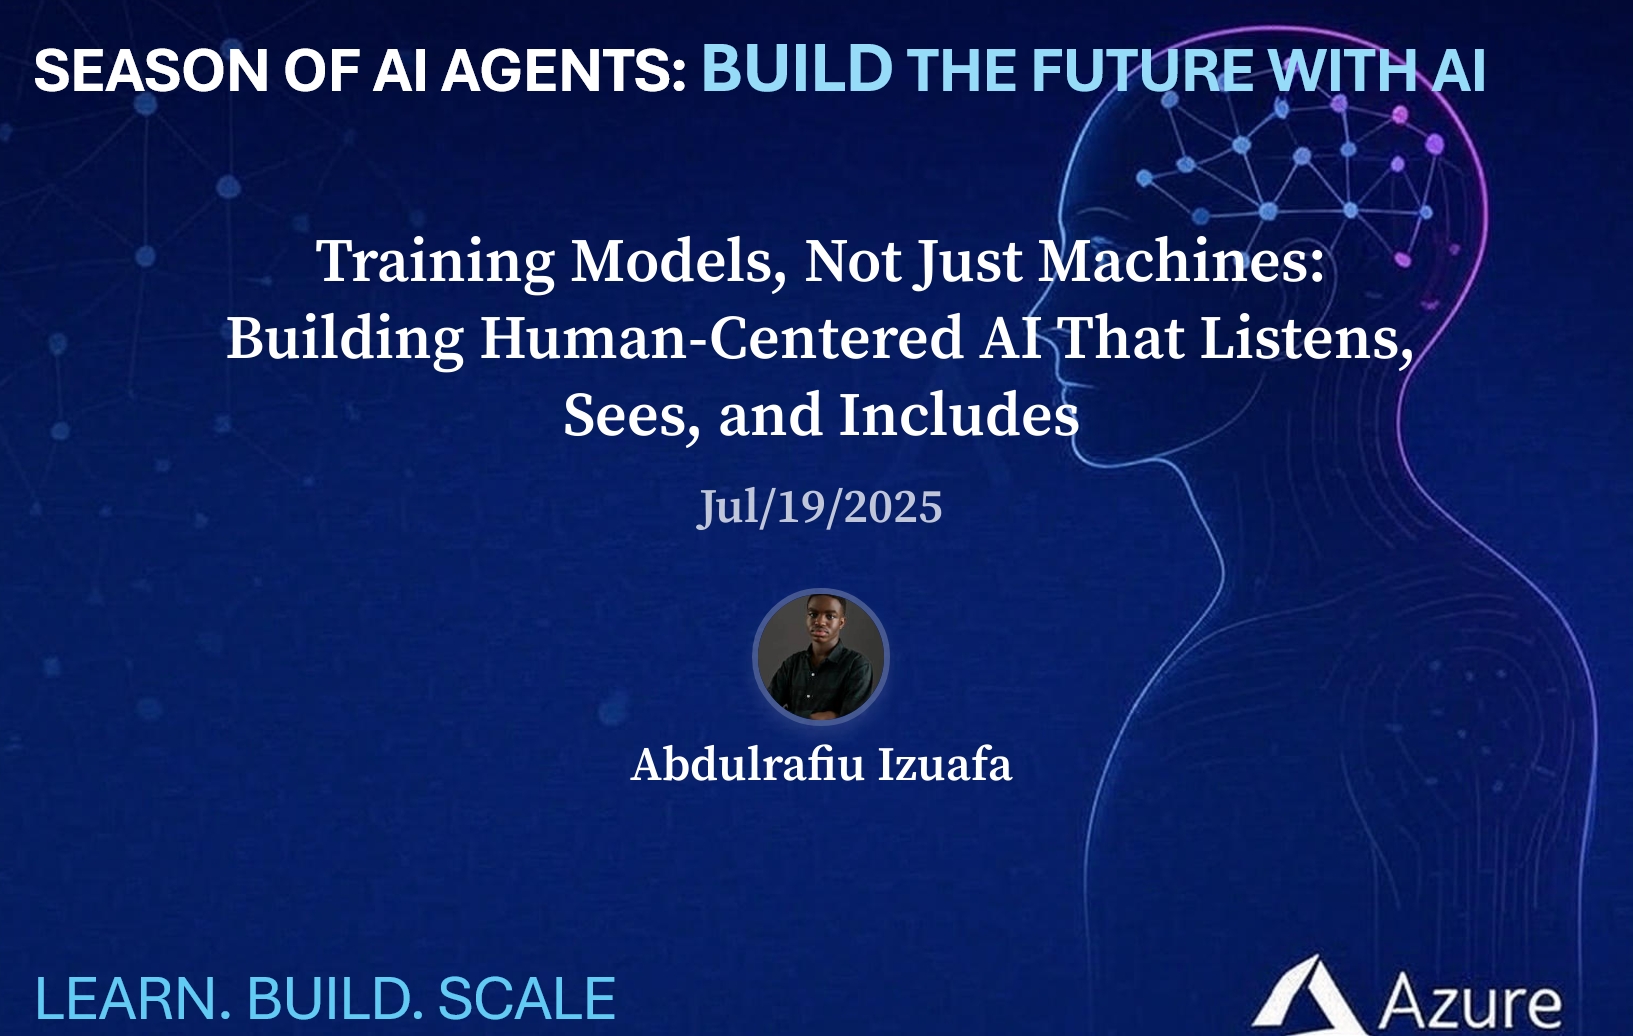 SEASON OF AI AGENTS: BUILD THE FUTURE WITH AI
Training Models, Not Just Machines:
Building Human-Centered AI That Listens,
Sees, and Includes
Jul/19/2025
Abdulrafiu Izuafa
LEARN. BUILD. SCALE
Azure